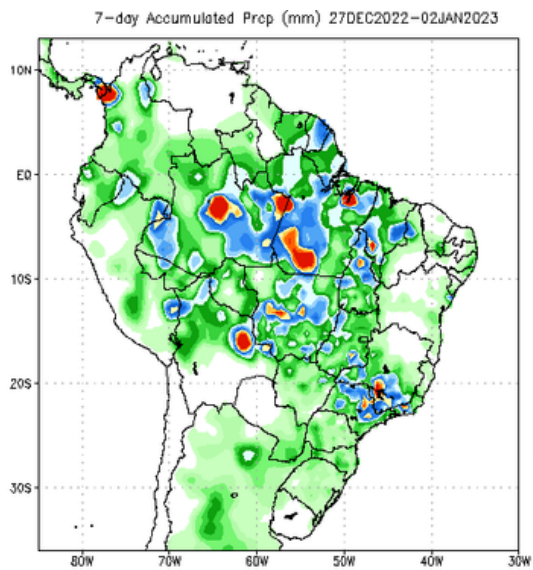 7-day Accumulated Prcp (mm) 27DEC2022-02JAN2023
10N
EQ
10S
20S
30S
80W 70W 60W 50W 40W 30W